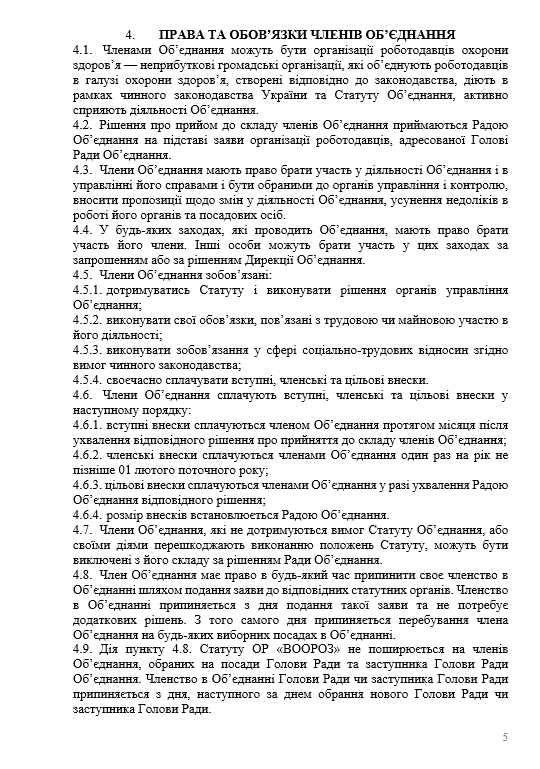 4. ПРАВА ТА ОБОВ’ЯЗКИ ЧЛЕНІВ ОБ’ЄДНАННЯ
4.1. Членами Об’єднання можуть бути організації роботодавців охорони
здоров’я — неприбуткові громадські організації, які об’єднують роботодавців
в галузі охорони здоров’я, створені відповідно до законодавства, діють в
рамках чинного законодавства України та Статуту Об’єднання, активно
сприяють діяльності Об’єднання.
4.2. Рішення про прийом до складу членів Об’єднання приймаються Радою
Об’єднання на підставі заяви організації роботодавців, адресованої Голові
Ради Об’єднання.
4.3. Члени Об’єднання мають право брати участь у діяльності Об’єднання і в
управлінні його справами і бути обраними до органів управління і контролю,
вносити пропозиції щодо змін у діяльності Об’єднання, усунення недоліків в
роботі його органів та посадових осіб.
4.4. У будь-яких заходах, які проводить Об’єднання, мають право брати
участь його члени. Інші особи можуть брати участь у цих заходах за
запрошенням або за рішенням Дирекції Об’єднання.
4.5. Члени Об’єднання зобов’язані:
4.5.1. дотримуватись Статуту і виконувати рішення органів управління
Об’єднання;
4.5.2. виконувати свої обов’язки, пов’язані з трудовою чи майновою участю в
його діяльності;
4.5.3. виконувати зобов’язання у сфері соціально-трудових відносин згідно
вимог чинного законодавства;
4.5.4. своєчасно сплачувати вступні, членські та цільові внески.
4.6. Члени Об’єднання сплачують вступні, членські та цільові внески у
наступному порядку:
4.6.1. вступні внески сплачуються членом Об’єднання протягом місяця після
ухвалення відповідного рішення про прийняття до складу членів Об’єднання;
4.6.2. членські внески сплачуються членами Об’єднання один раз на рік не
пізніше 01 лютого поточного року;
4.6.3. цільові внески сплачуються членами Об’єднання у разі ухвалення Радою
Об’єднання відповідного рішення;
4.6.4. розмір внесків встановлюється Радою Об’єднання.
4.7. Члени Об’єднання, які не дотримуються вимог Статуту Об’єднання, або
своїми діями перешкоджають виконанню положень Статуту, можуть бути
виключені з його складу за рішенням Ради Об’єднання.
4.8. Член Об’єднання має право в будь-який час припинити своє членство в
Об’єднанні шляхом подання заяви до відповідних статутних органів. Членство
в Об’єднанні припиняється з дня подання такої заяви та не потребує
додаткових рішень. З того самого дня припиняється перебування члена
Об’єднання на будь-яких виборних посадах в Об’єднанні.
4.9. Дія пункту 4.8. Статуту ОР «ВООРОЗ» не поширюється на членів
Об’єднання, обраних на посади Голови Ради та заступника Голови Ради
Об’єднання. Членство в Об’єднанні Голови Ради чи заступника Голови Ради
припиняється з дня, наступного за днем обрання нового Голови Ради чи
заступника Голови Ради.
5